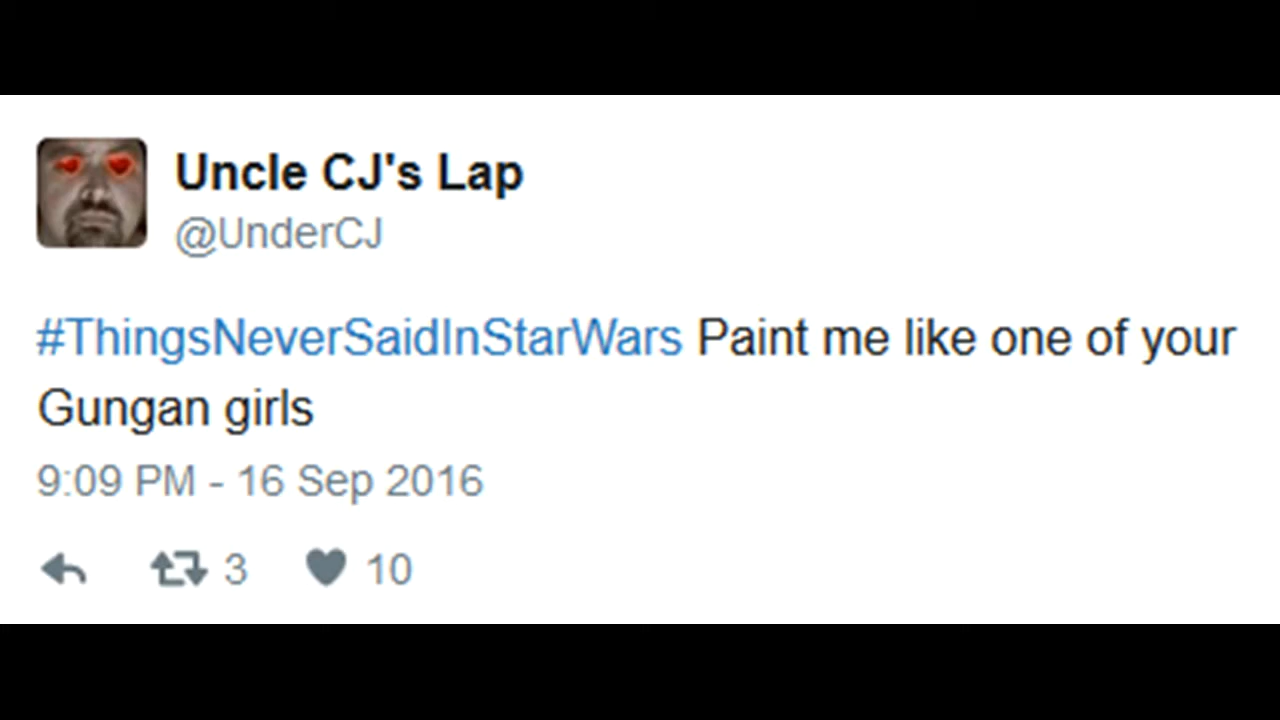 Uncle CJ's Lap
@UnderCJ
#ThingsNeverSaidInStarWars Paint me like one of your
Gungan girls
9:09 PM - 16 Sep 2016
3 10